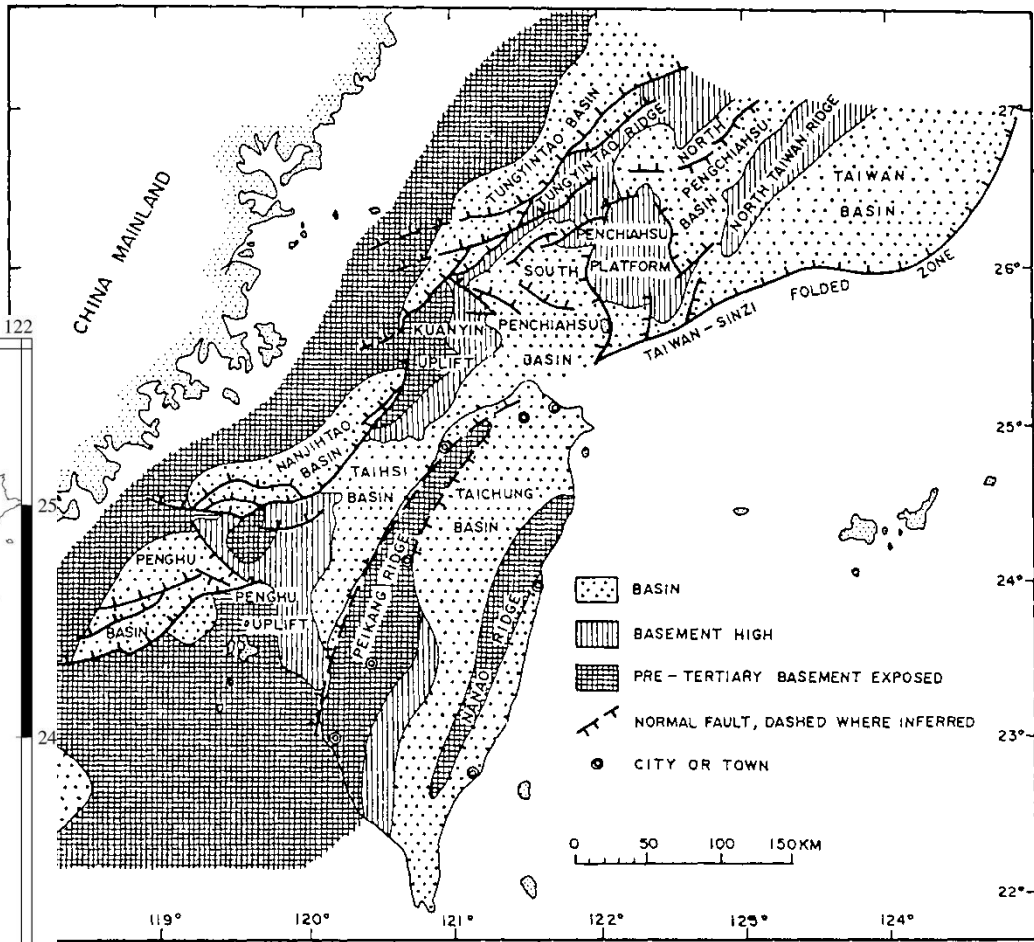 27°
TUNGYINTAO BASIN
TUNGYINTAO RIDGE
NORTH
PENGCHIAHSU
BASIN
NORTH TAIWAN RIDGE
TAIWAN
BASIN
CHINA MAINLAND
PENCHIAHSU
PLATFORM
SOUTH
PENCHIAHSU
BASIN
26°
TAIWAN-SINZI FOLDED ZONE
122
KUANYIN
UPLIFT
25°
NANJIHTAO
BASIN
TAIHSI
BASIN
TAICHUNG
BASIN
25
PENGHU
BASIN
PENGHU
UPLIFT
PEIKANG RIDGE
NANAO RIDGE
24°
BASIN
BASEMENT HIGH
PRE-TERTIARY BASEMENT EXPOSED
NORMAL FAULT, DASHED WHERE INFERRED
CITY OR TOWN
24
23°
0 50 100 150KM
22°
119° 120° 121° 122° 123° 124°